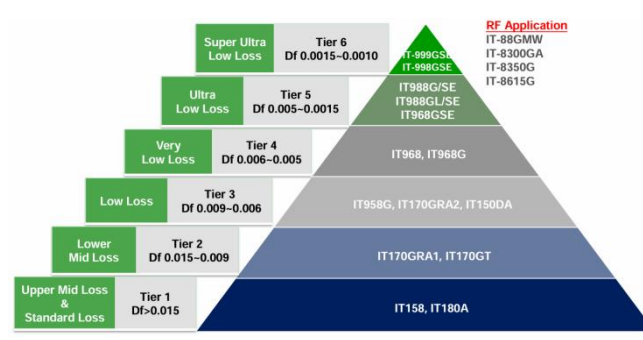 RF Application
IT-88GMW
IT-8300GA
IT-8350G
IT-8615G
Super Ultra
Low Loss
Tier 6
Df 0.0015~0.0010
IT-999GSE
IT-998GSE
Ultra
Low Loss
Tier 5
Df 0.005~0.0015
IT988G/SE
IT988GL/SE
IT968GSE
Very
Low Loss
Tier 4
Df 0.006~0.005
IT968, IT968G
Low Loss
Tier 3
Df 0.009~0.006
IT958G, IT170GRA2, IT150DA
Lower
Mid Loss
Tier 2
Df 0.015~0.009
IT170GRA1, IT170GT
Upper Mid Loss
&
Standard Loss
Tier 1
Df>0.015
IT158, IT180A